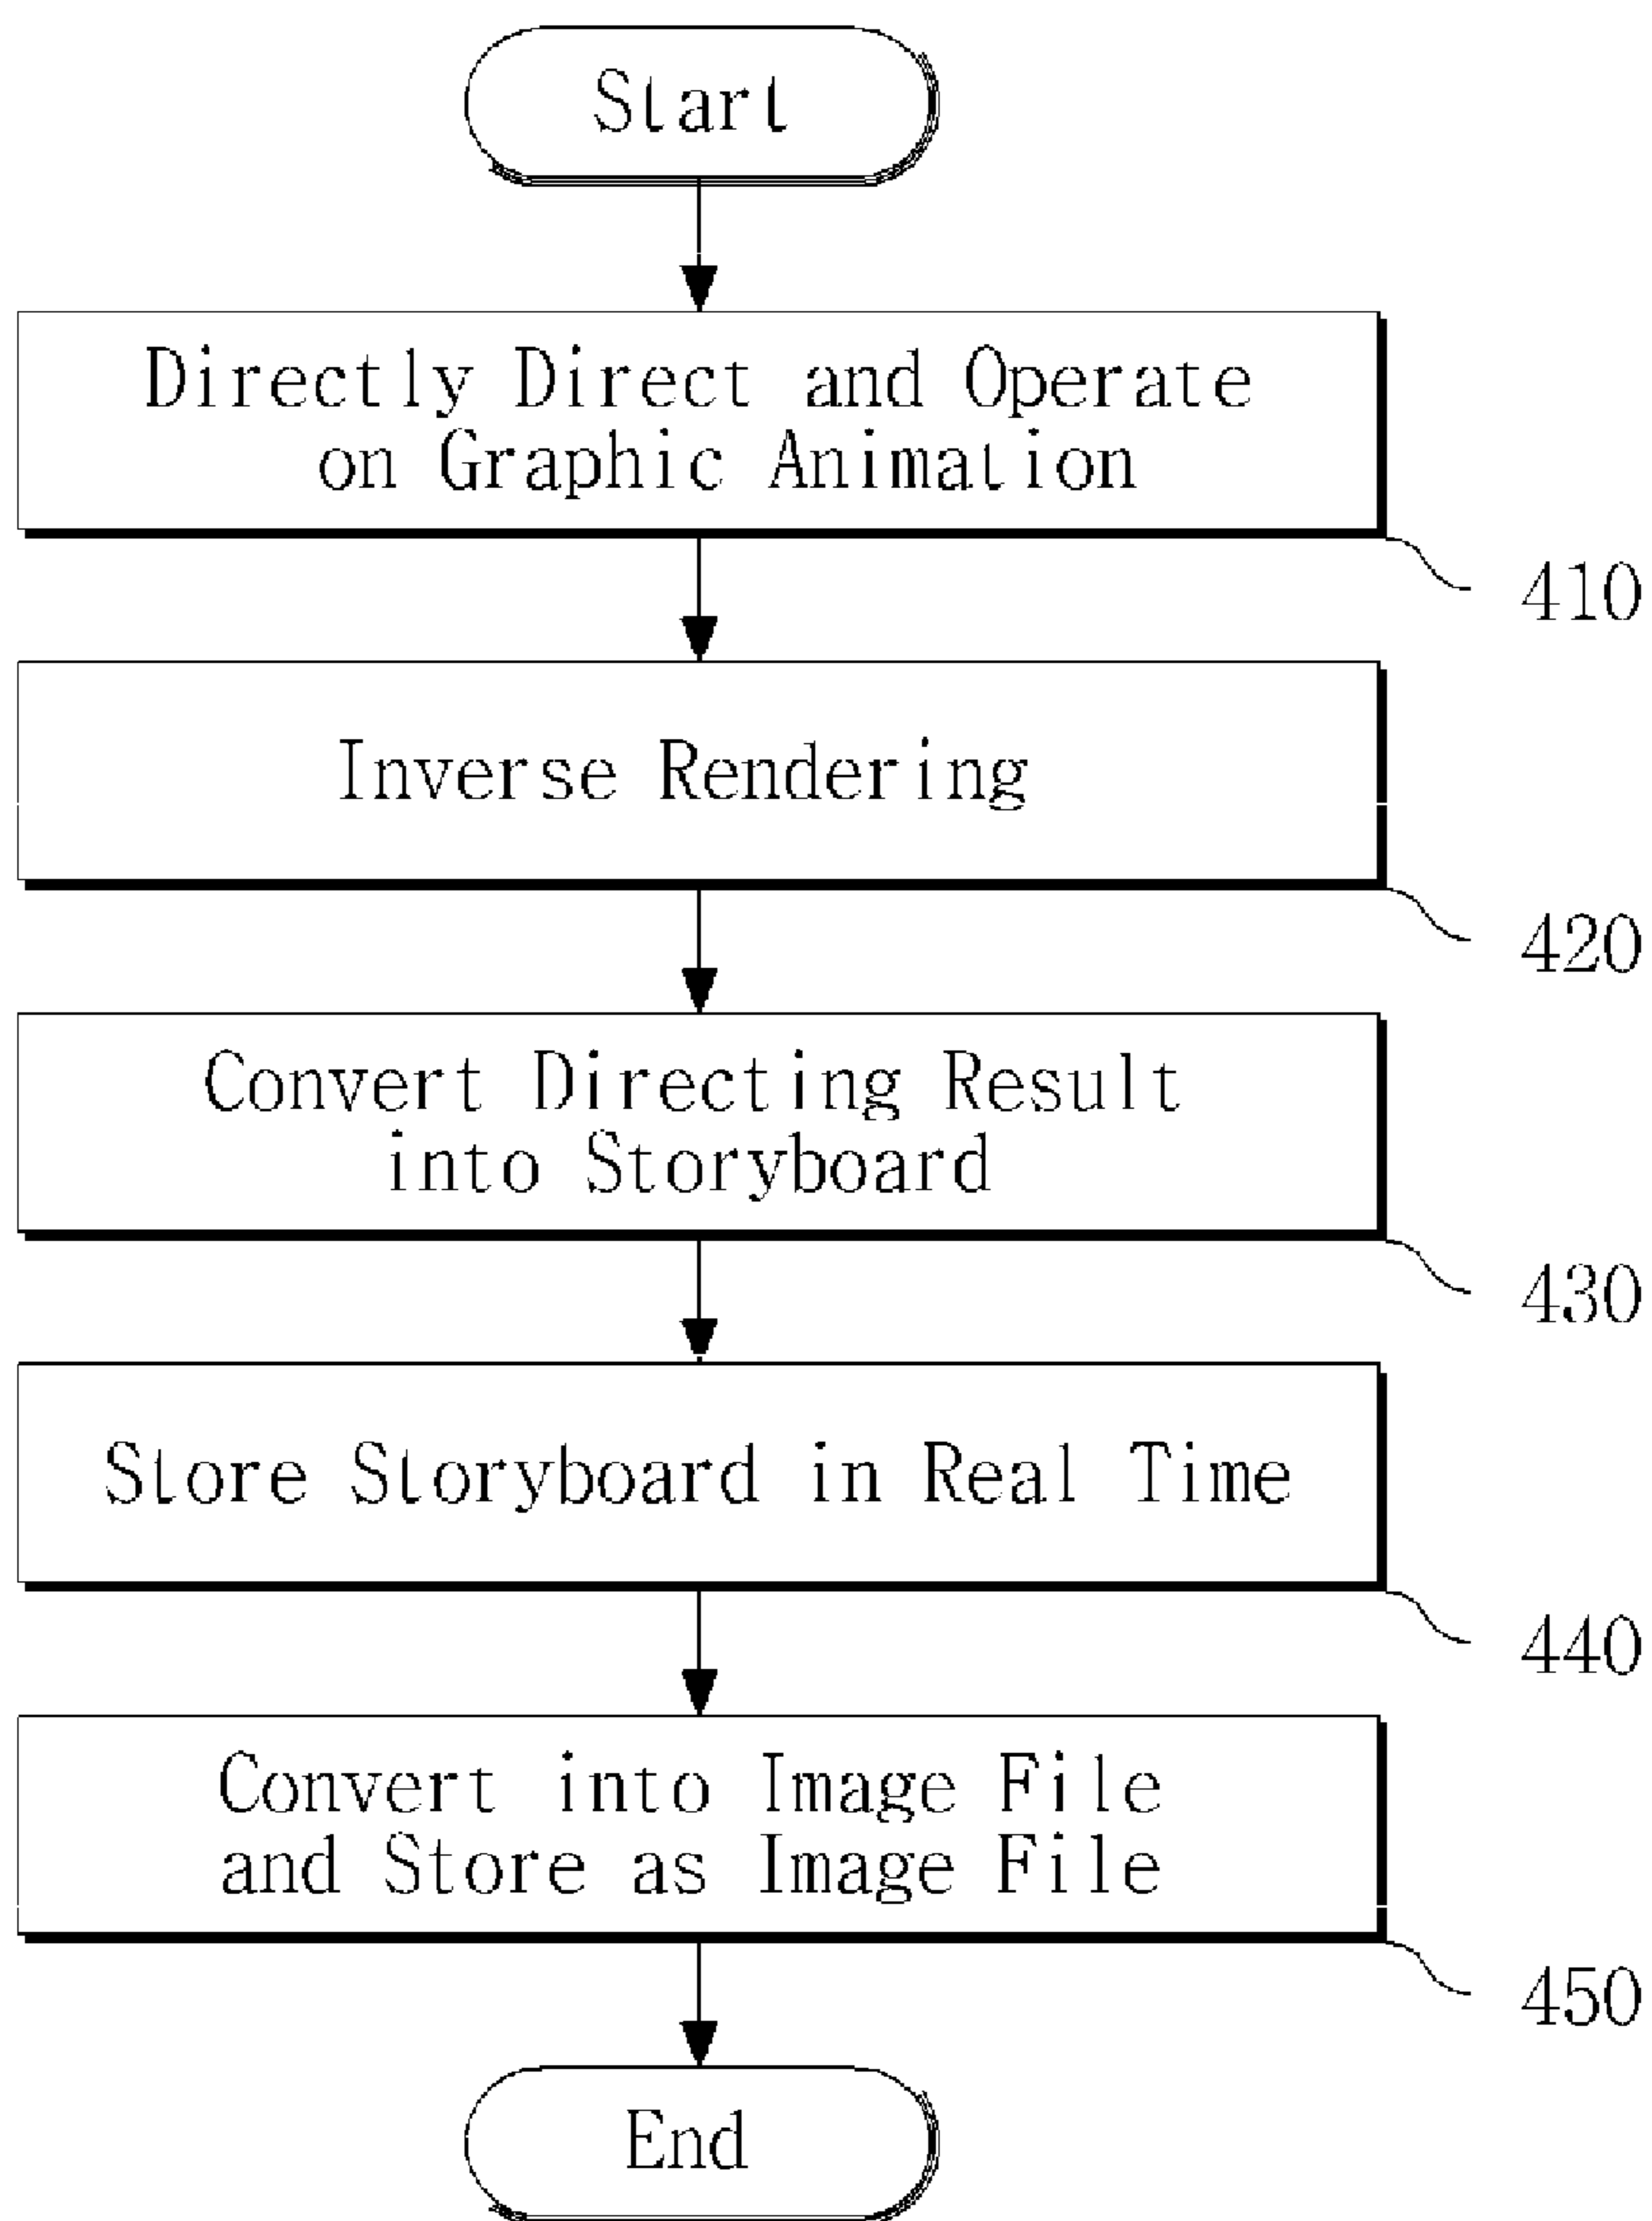 Start
Directly Direct and Operate
on Graphic Animation
410
Inverse Rendering
420
Convert Directing Result
into Storyboard
430
Store Storyboard in Real Time
440
Convert into Image File
and Store as Image File
450
End